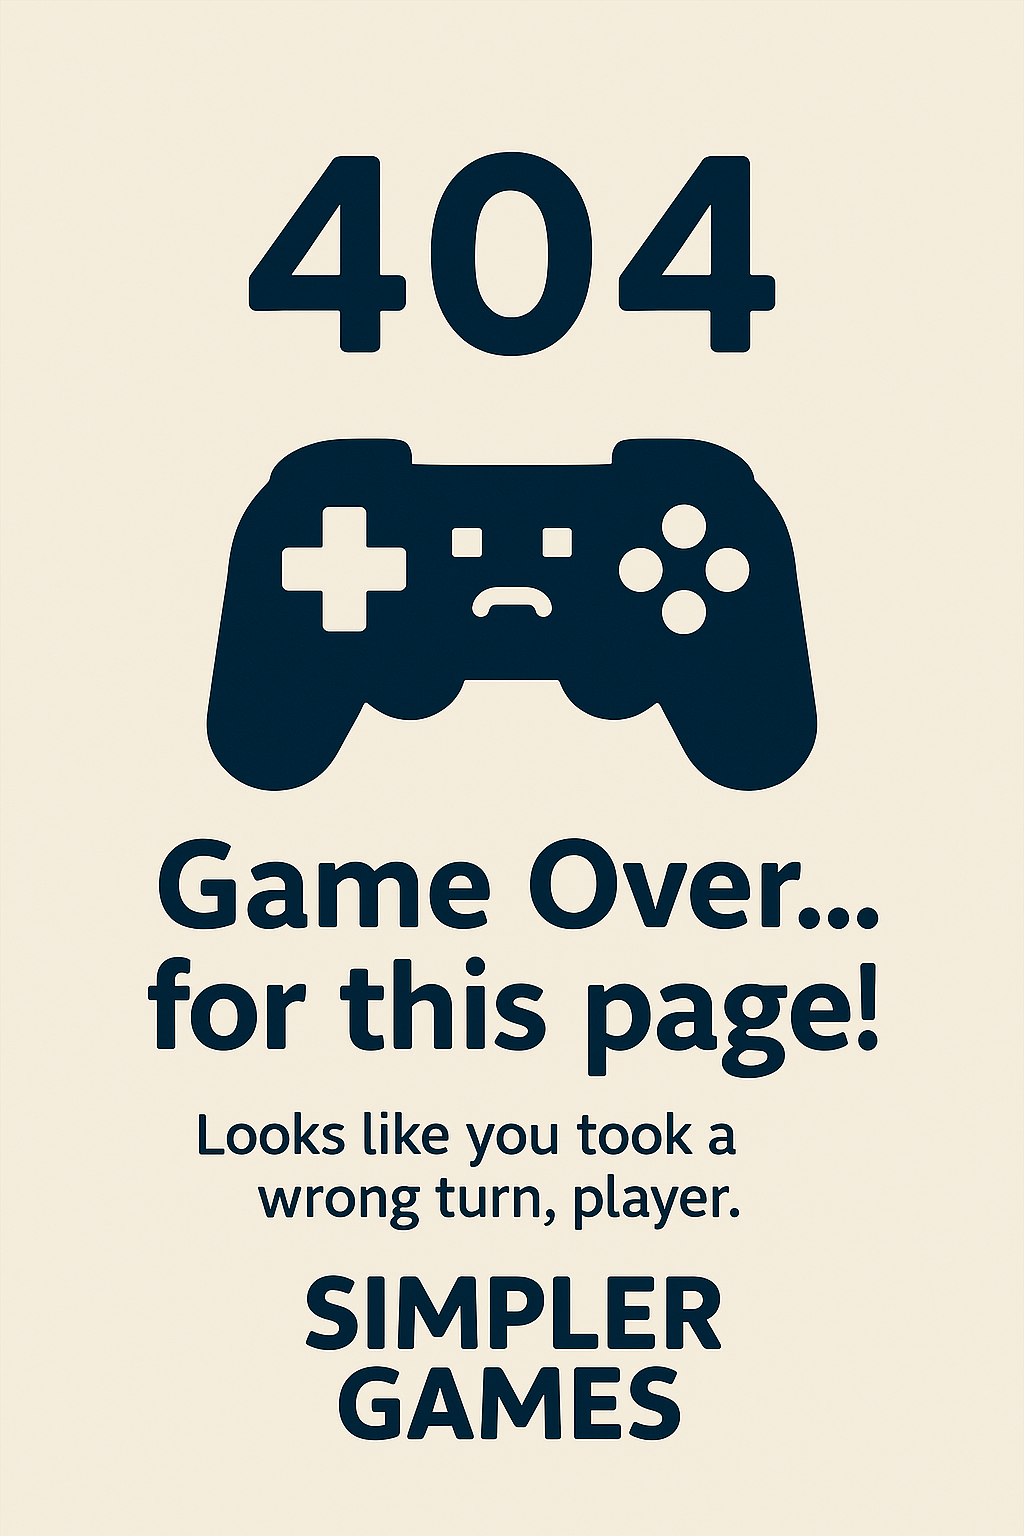 404
Game Over...
for this page!
Looks like you took a
wrong turn, player.
SIMPLER
GAMES